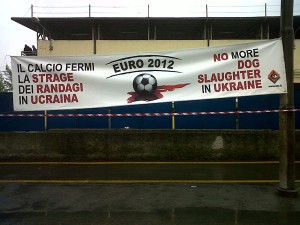 IL CALCIO FERMI
LA STRAGE
DEI RANDAGI
IN UCRAINA
EURO 2012
NO MORE
DOG
SLAUGHTER
IN UKRAINE